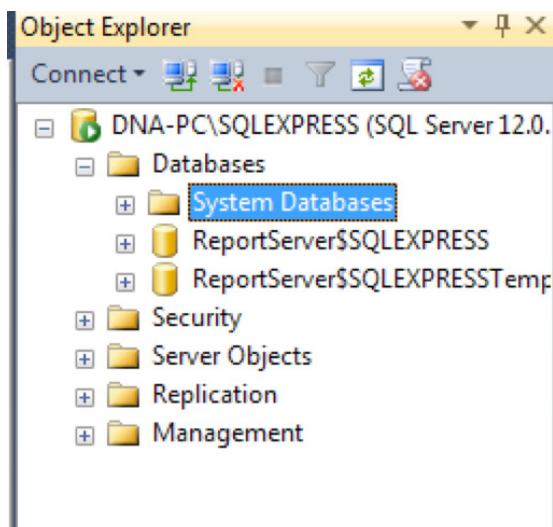 Object Explorer
Connect
DNA-PC\SQLEXPRESS (SQL Server 12.0.
Databases
System Databases
ReportServer$SQLEXPRESS
ReportServer$SQLEXPRESSTemp
Security
Server Objects
Replication
Management